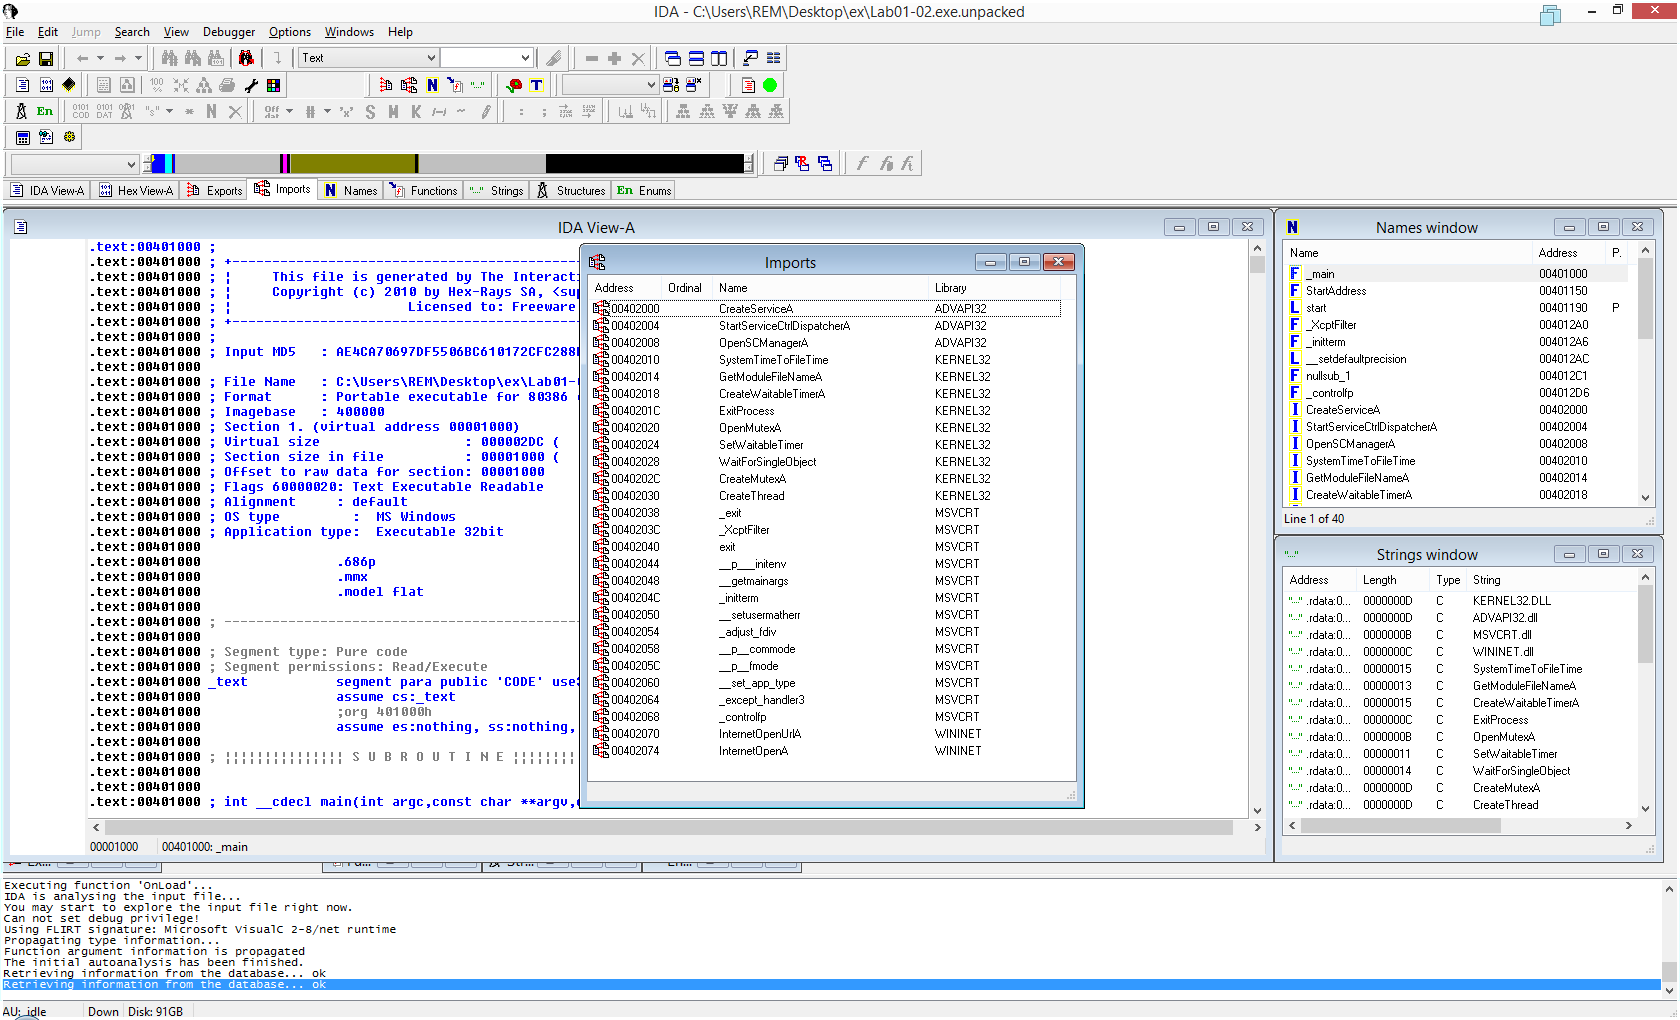 IDA - C:\Users\REM\Desktop\ex\Lab01-02.exe.unpacked
File Edit Jump Search View Debugger Options Windows Help
Text
En
IDA View-A Hex View-A Exports Imports Names Functions Strings Structures En Enums
IDA View-A
.text:00401000 ;
.text:00401000 ; +-------------------------------------------------
.text:00401000 ; ¦ This file is generated by The Interacti
.text:00401000 ; ¦ Copyright (c) 2010 by Hex-Rays SA, <sup
.text:00401000 ; ¦ Licensed to: Freeware
.text:00401000 ; +-------------------------------------------------
.text:00401000 ;
.text:00401000 ; Input MD5 : AE4CA70697DF5506BC610172CFC288
.text:00401000
.text:00401000 ; File Name : C:\Users\REM\Desktop\ex\Lab01-
.text:00401000 ; Format : Portable executable for 80386
.text:00401000 ; Imagebase : 400000
.text:00401000 ; Section 1. (virtual address 00001000)
.text:00401000 ; Virtual size : 000002DC (
.text:00401000 ; Section size in file : 00001000 (
.text:00401000 ; Offset to raw data for section: 00001000
.text:00401000 ; Flags 60000020: Text Executable Readable
.text:00401000 ; Alignment : default
.text:00401000 ; OS type : MS Windows
.text:00401000 ; Application type: Executable 32bit
.text:00401000
.text:00401000 .686p
.text:00401000 .mmx
.text:00401000 .model flat
.text:00401000
.text:00401000 ; -------------------------------------------------
.text:00401000
.text:00401000 ; Segment type: Pure code
.text:00401000 ; Segment permissions: Read/Execute
.text:00401000 _text segment para public 'CODE' use3
.text:00401000 assume cs:_text
.text:00401000 ;org 401000h
.text:00401000 assume es:nothing, ss:nothing,
.text:00401000
.text:00401000 ; ¦¦¦¦¦¦¦¦¦¦¦¦¦¦¦ S U B R O U T I N E ¦¦¦¦¦¦¦¦
.text:00401000
.text:00401000
.text:00401000 ; int __cdecl main(int argc,const char **argv,
00001000 00401000: _main
Imports
Address Ordinal Name Library
00402000 CreateServiceA ADVAPI32
00402004 StartServiceCtrlDispatcherA ADVAPI32
00402008 OpenSCManagerA ADVAPI32
00402010 SystemTimeToFileTime KERNEL32
00402014 GetModuleFileNameA KERNEL32
00402018 CreateWaitableTimerA KERNEL32
0040201C ExitProcess KERNEL32
00402020 OpenMutexA KERNEL32
00402024 SetWaitableTimer KERNEL32
00402028 WaitForSingleObject KERNEL32
0040202C CreateMutexA KERNEL32
00402030 CreateThread KERNEL32
00402038 _exit MSVCRT
0040203C _XcptFilter MSVCRT
00402040 exit MSVCRT
00402044 __p___initenv MSVCRT
00402048 __getmainargs MSVCRT
0040204C _initterm MSVCRT
00402050 __setusermatherr MSVCRT
00402054 _adjust_fdiv MSVCRT
00402058 __p__commode MSVCRT
0040205C __p__fmode MSVCRT
00402060 __set_app_type MSVCRT
00402064 _except_handler3 MSVCRT
00402068 _controlfp MSVCRT
00402070 InternetOpenUrlA WININET
00402074 InternetOpenA WININET
Names window
Name Address P.
F _main 00401000
F StartAddress 00401150
L start 00401190 P
F _XcptFilter 004012A0
F _initterm 004012A6
L __setdefaultprecision 004012AC
F nullsub_1 004012C1
F _controlfp 004012D6
I CreateServiceA 00402000
I StartServiceCtrlDispatcherA 00402004
I OpenSCManagerA 00402008
I SystemTimeToFileTime 00402010
I GetModuleFileNameA 00402014
I CreateWaitableTimerA 00402018
Line 1 of 40
Strings window
Address Length Type String
.rdata:0... 0000000D C KERNEL32.DLL
.rdata:0... 0000000D C ADVAPI32.dll
.rdata:0... 0000000B C MSVCRT.dll
.rdata:0... 0000000C C WININET.dll
.rdata:0... 00000015 C SystemTimeToFileTime
.rdata:0... 00000013 C GetModuleFileNameA
.rdata:0... 00000015 C CreateWaitableTimerA
.rdata:0... 0000000C C ExitProcess
.rdata:0... 0000000B C OpenMutexA
.rdata:0... 00000011 C SetWaitableTimer
.rdata:0... 00000014 C WaitForSingleObject
.rdata:0... 0000000D C CreateMutexA
.rdata:0... 0000000D C CreateThread
Executing function 'OnLoad'...
IDA is analysing the input file...
You may start to explore the input file right now.
Can not set debug privilege!
Using FLIRT signature: Microsoft VisualC 2-8/net runtime
Propagating type information...
Function argument information is propagated
The initial autoanalysis has been finished.
Retrieving information from the database... ok
Retrieving information from the database... ok
AU: idle Down Disk: 91GB